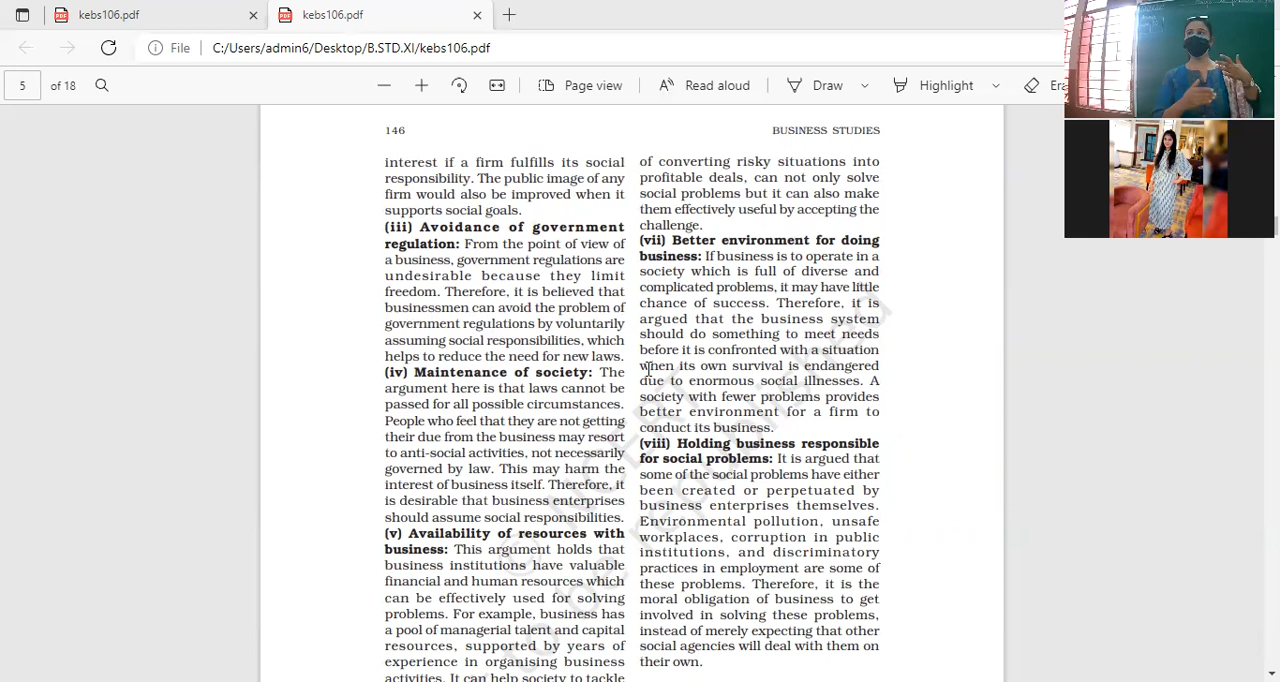 kebs106.pdf
kebs106.pdf
File
C:/Users/admin6/Desktop/B.STD.XI/kebs106.pdf
5
of 18
Page view
Read aloud
Draw
Highlight
146
BUSINESS STUDIES
interest if a firm fulfills its social
responsibility. The public image of any
firm would also be improved when it
supports social goals.
(iii) Avoidance of government
regulation: From the point of view of
a business, government regulations are
undesirable because they limit
freedom. Therefore, it is believed that
businessmen can avoid the problem of
government regulations by voluntarily
assuming social responsibilities, which
helps to reduce the need for new laws.
(iv) Maintenance of society: The
argument here is that laws cannot be
passed for all possible circumstances.
People who feel that they are not getting
their due from the business may resort
to anti-social activities, not necessarily
governed by law. This may harm the
interest of business itself. Therefore, it
is desirable that business enterprises
should assume social responsibilities.
(v) Availability of resources with
business: This argument holds that
business institutions have valuable
financial and human resources which
can be effectively used for solving
problems. For example, business has
a pool of managerial talent and capital
resources, supported by years of
experience in organising business
activities. It can help society to tackle
of converting risky situations into
profitable deals, can not only solve
social problems but it can also make
them effectively useful by accepting the
challenge.
(vii) Better environment for doing
business: If business is to operate in a
society which is full of diverse and
complicated problems, it may have little
chance of success. Therefore, it is
argued that the business system
should do something to meet needs
before it is confronted with a situation
when its own survival is endangered
due to enormous social illnesses. A
society with fewer problems provides
better environment for a firm to
conduct its business.
(viii) Holding business responsible
for social problems: It is argued that
some of the social problems have either
been created or perpetuated by
business enterprises themselves.
Environmental pollution, unsafe
workplaces, corruption in public
institutions, and discriminatory
practices in employment are some of
these problems. Therefore, it is the
moral obligation of business to get
involved in solving these problems,
instead of merely expecting that other
social agencies will deal with them on
their own.
© NCERT
be republished